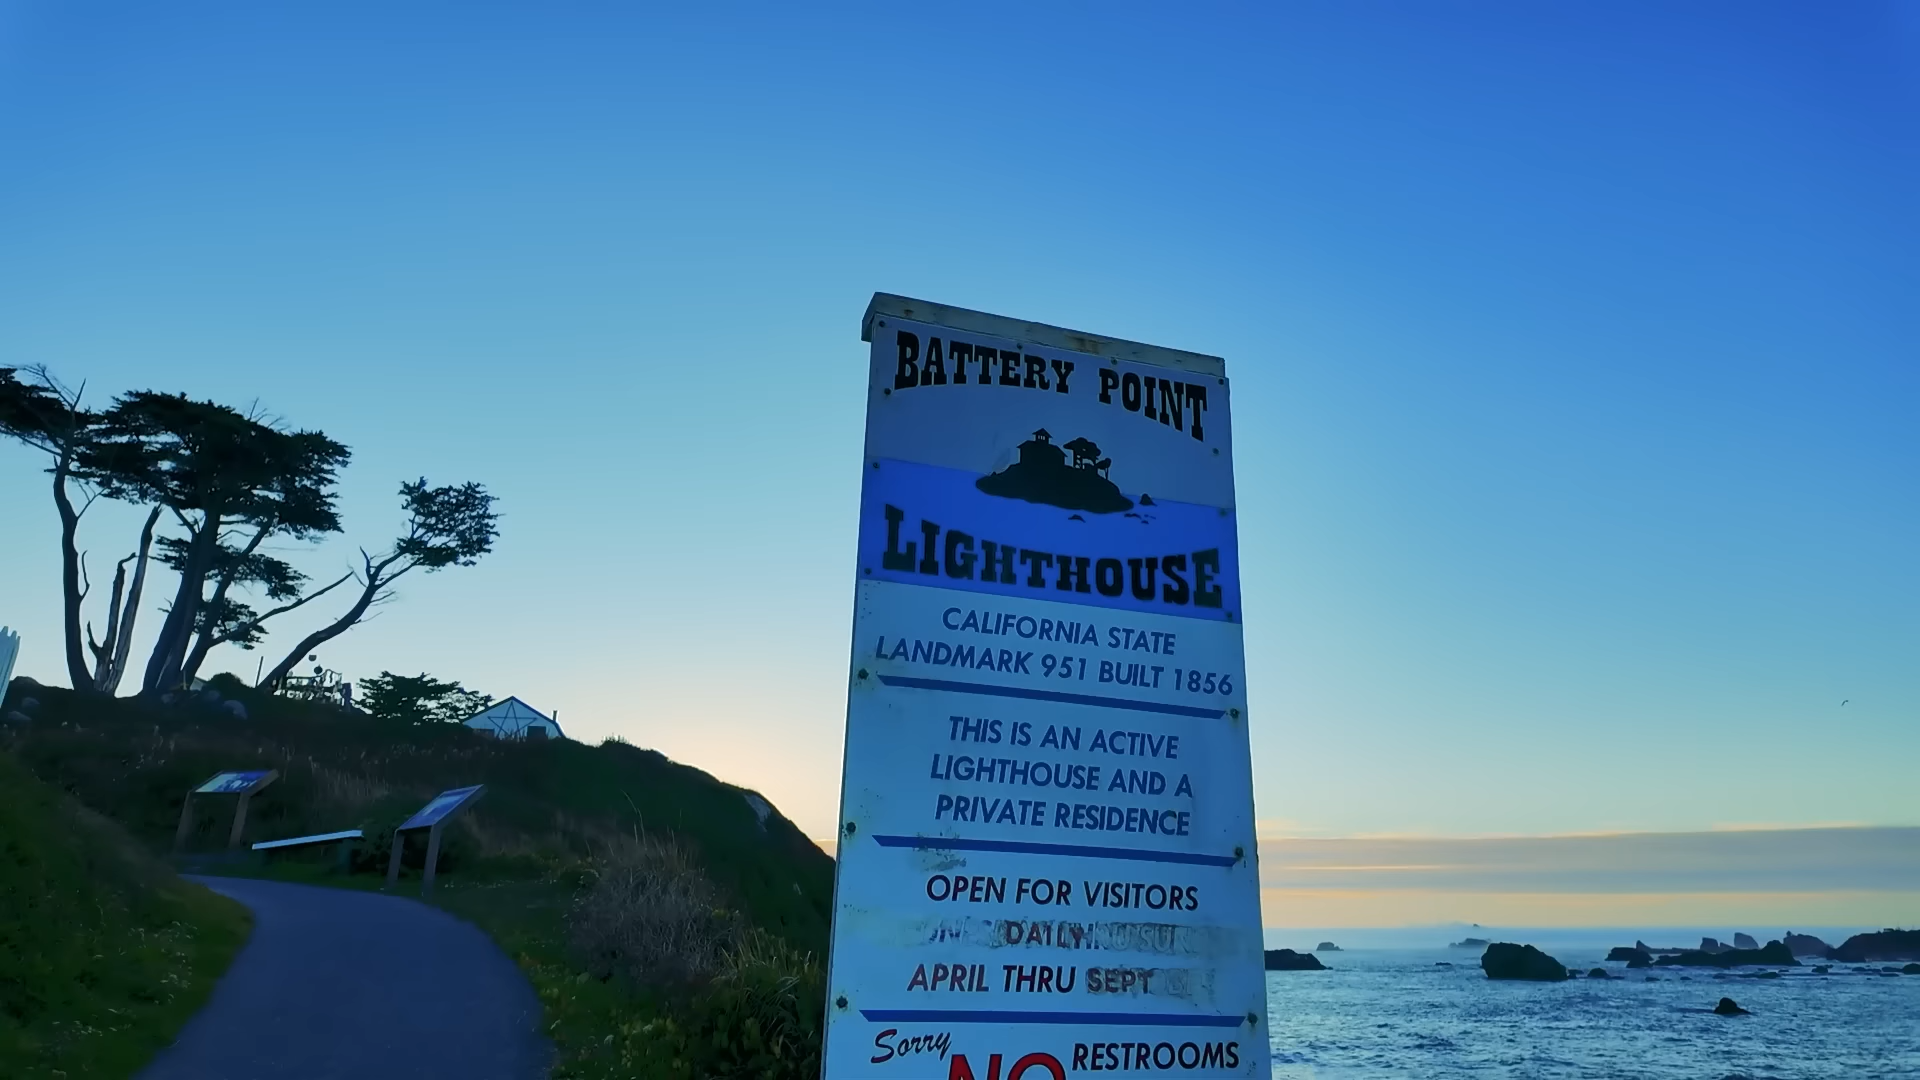 BATTERY POINT
LIGHTHOUSE
CALIFORNIA STATE
LANDMARK 951 BUILT 1856
THIS IS AN ACTIVE
LIGHTHOUSE AND A
PRIVATE RESIDENCE
OPEN FOR VISITORS
DAILY
APRIL THRU SEPT
Sorry NO RESTROOMS